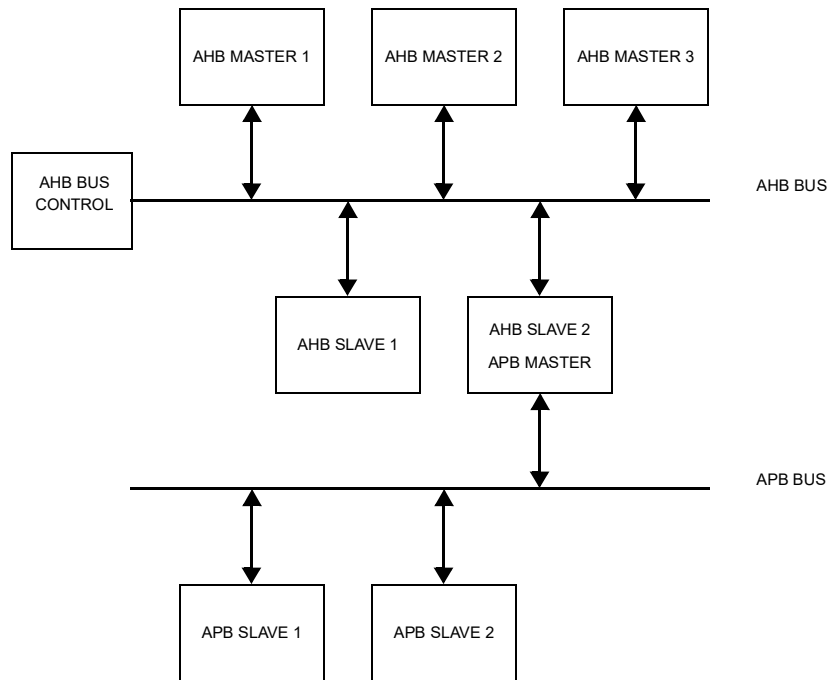 AHB MASTER 1
AHB MASTER 2
AHB MASTER 3
AHB BUS
CONTROL
AHB BUS
AHB SLAVE 1
AHB SLAVE 2
APB MASTER
APB BUS
APB SLAVE 1
APB SLAVE 2